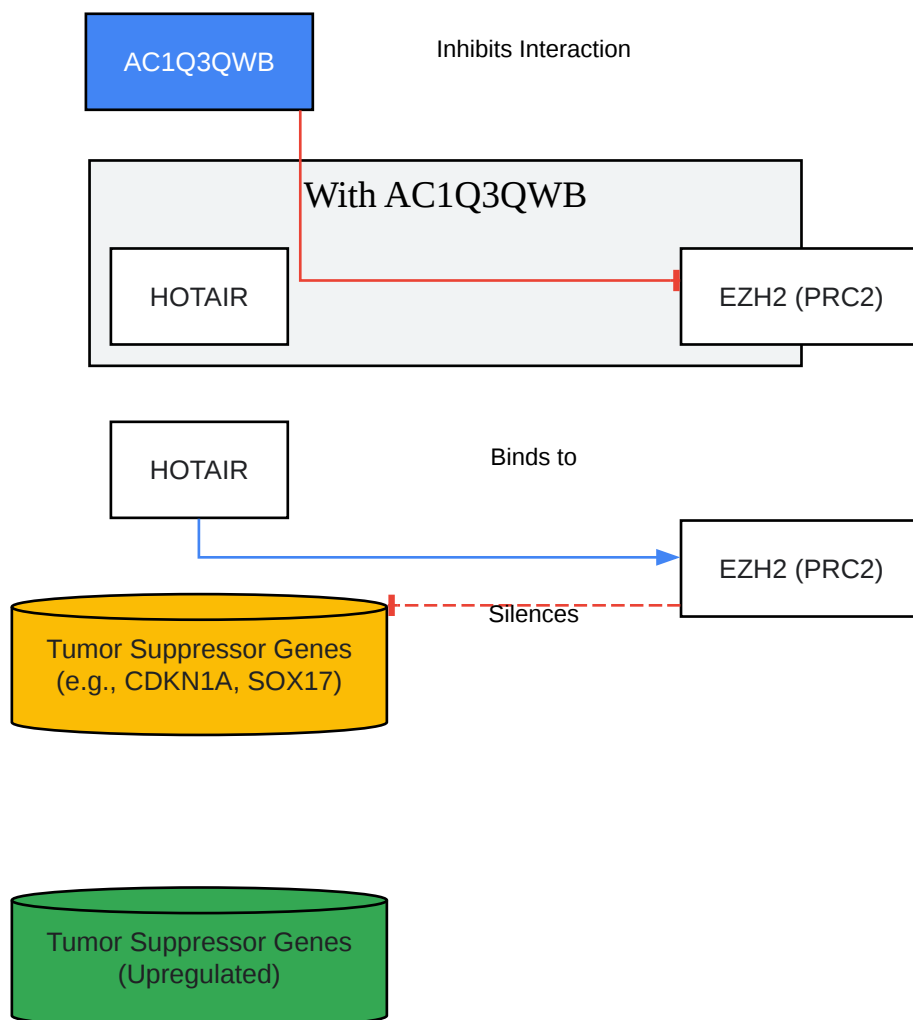 AC1Q3QWB
Inhibits Interaction
With AC1Q3QWB
HOTAIR
EZH2 (PRC2)
HOTAIR
Binds to
EZH2 (PRC2)
Silences
Tumor Suppressor Genes
(e.g., CDKN1A, SOX17)
Tumor Suppressor Genes
(Upregulated)